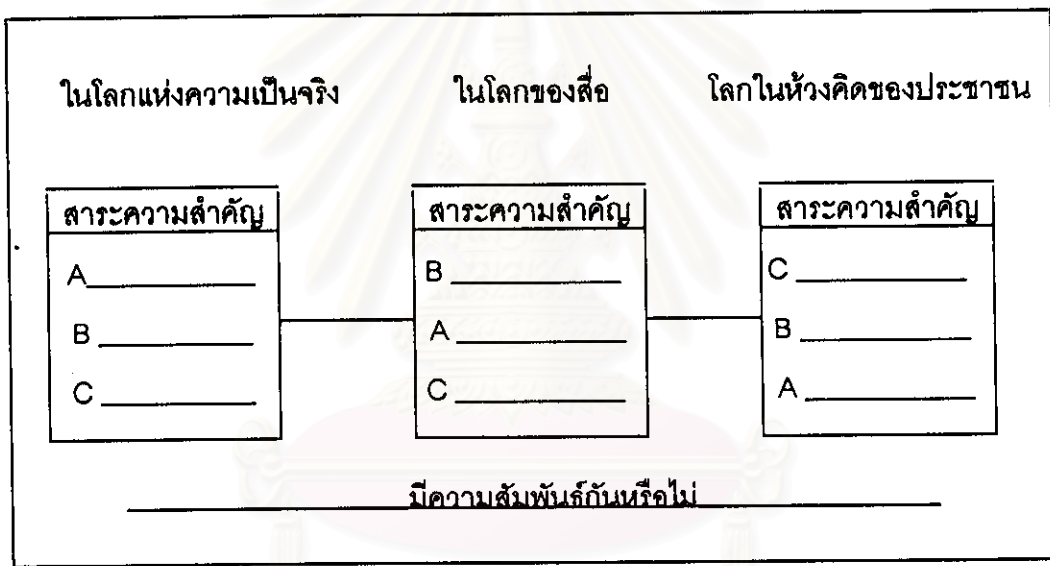 ในโลกแห่งความเป็นจริง ในโลกของสื่อ โลกในห้วงคิดของประชาชน
สาระความสำคัญ สาระความสำคัญ สาระความสำคัญ
A B C
B A B
C C A
มีความสัมพันธ์กันหรือไม่